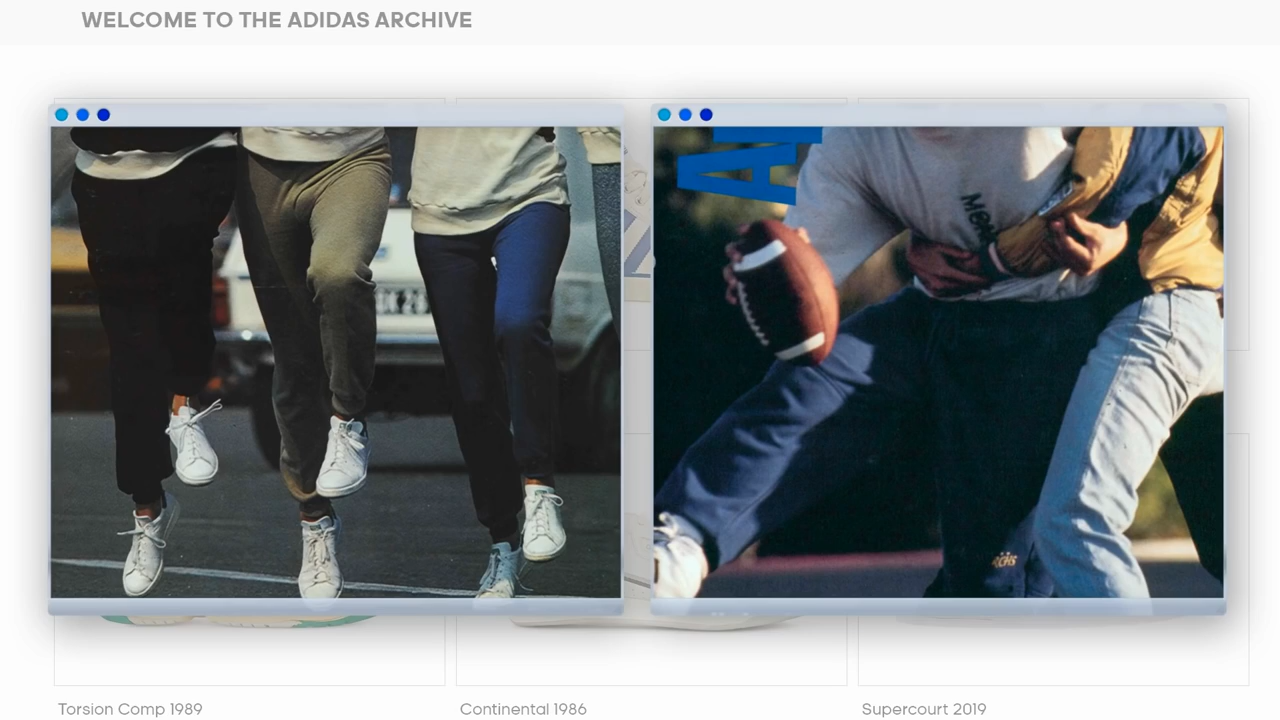 WELCOME TO THE ADIDAS ARCHIVE
Torsion Comp 1989
Continental 1986
Supercourt 2019